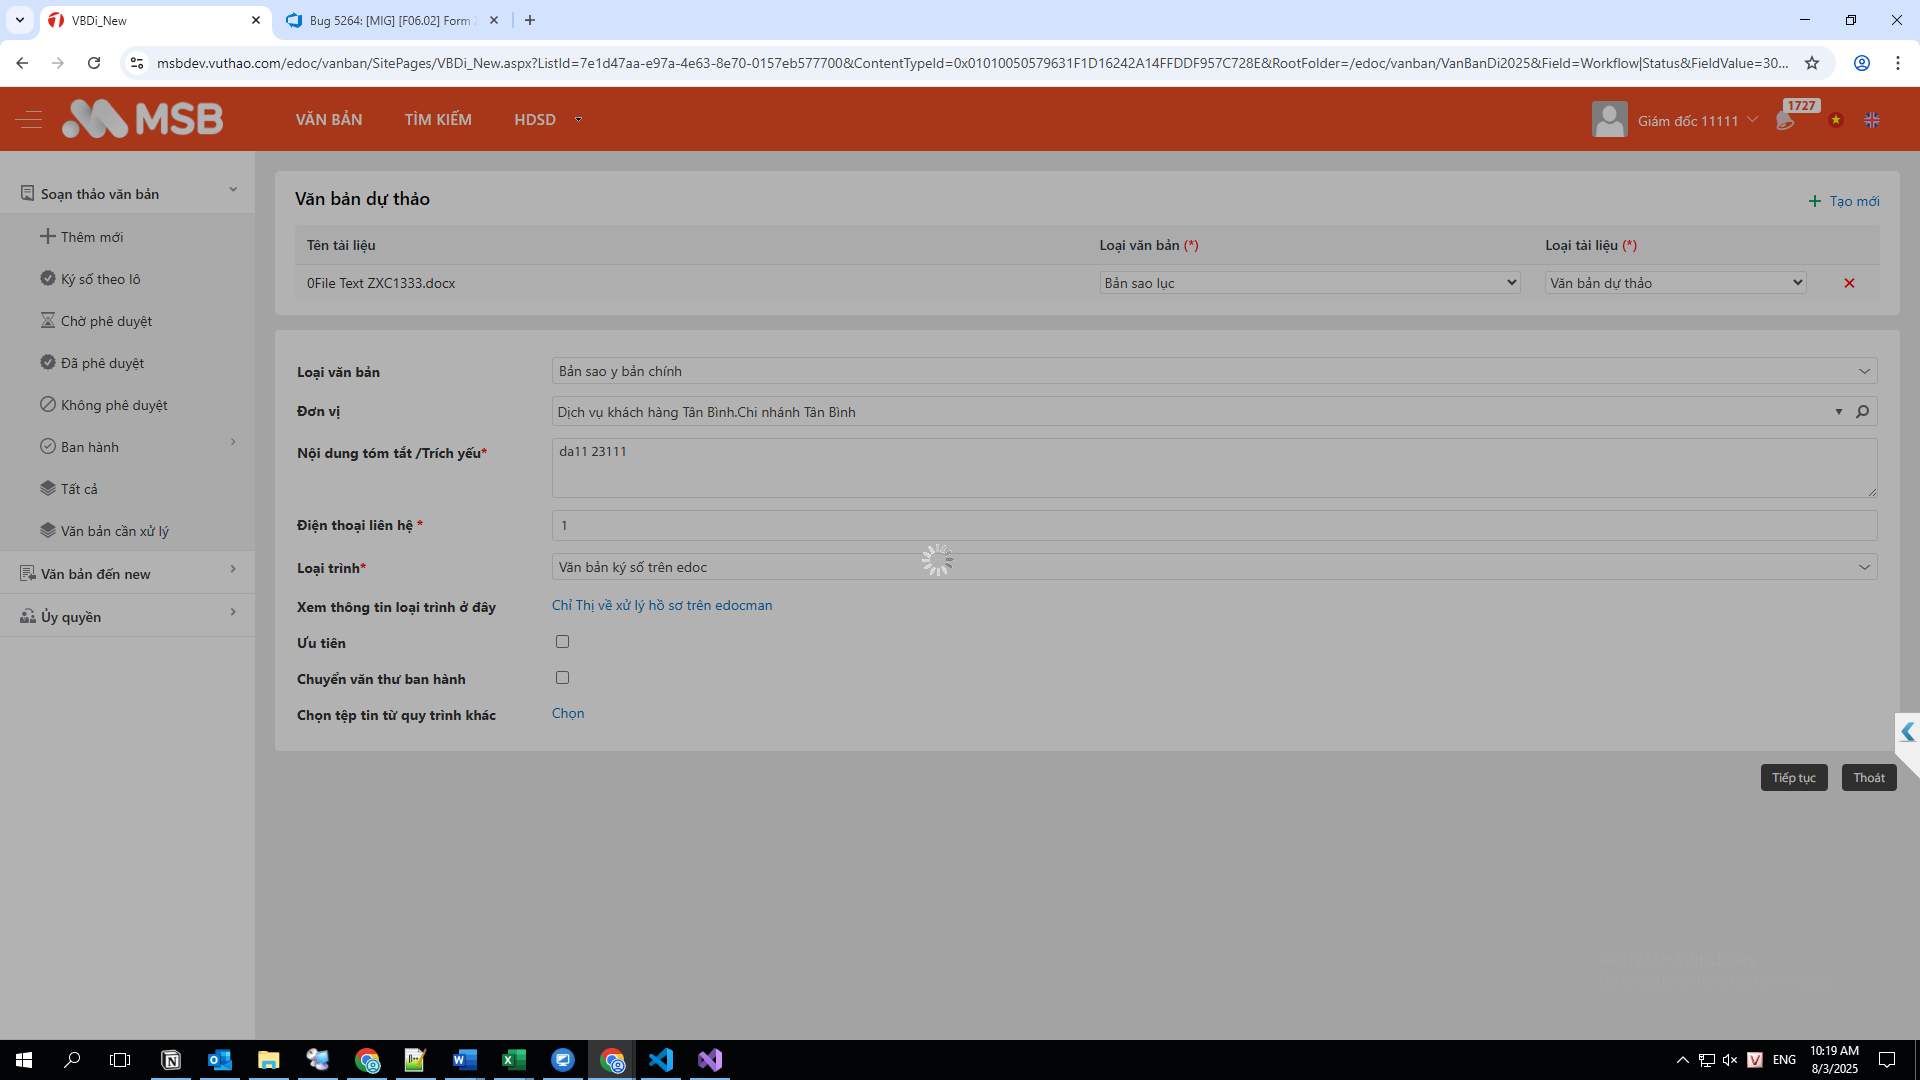 VBDi_New
Bug 5264: [MIG] [F06.02] Form
msbdev.vuthao.com/edoc/vanban/SitePages/VBDi_New.aspx?ListId=7e1d47aa-e97a-4e63-8e70-0157eb577700&ContentTypeId=0x01010050579631F1D16242A14FFDDF957C728E&RootFolder=/edoc/vanban/VanBanDi2025&Field=Workflow|Status&FieldValue=30...
MSB
VĂN BẢN
TÌM KIẾM
HDSD
Giám đốc 11111
1727
Soạn thảo văn bản
Thêm mới
Ký số theo lô
Chờ phê duyệt
Đã phê duyệt
Không phê duyệt
Ban hành
Tất cả
Văn bản cần xử lý
Văn bản đến new
Ủy quyền
Văn bản dự thảo
Tạo mới
Tên tài liệu
Loại văn bản (*)
Loại tài liệu (*)
0File Text ZXC1333.docx
Bản sao lục
Văn bản dự thảo
Loại văn bản
Bản sao y bản chính
Đơn vị
Dịch vụ khách hàng Tân Bình.Chi nhánh Tân Bình
Nội dung tóm tắt /Trích yếu*
da11 23111
Điện thoại liên hệ *
1
Loại trình*
Văn bản ký số trên edoc
Xem thông tin loại trình ở đây
Chỉ Thị về xử lý hồ sơ trên edocman
Ưu tiên
Chuyển văn thư ban hành
Chọn tệp tin từ quy trình khác
Chọn
Tiếp tục
Thoát
Activate Windows
ENG
10:19 AM
8/3/2025